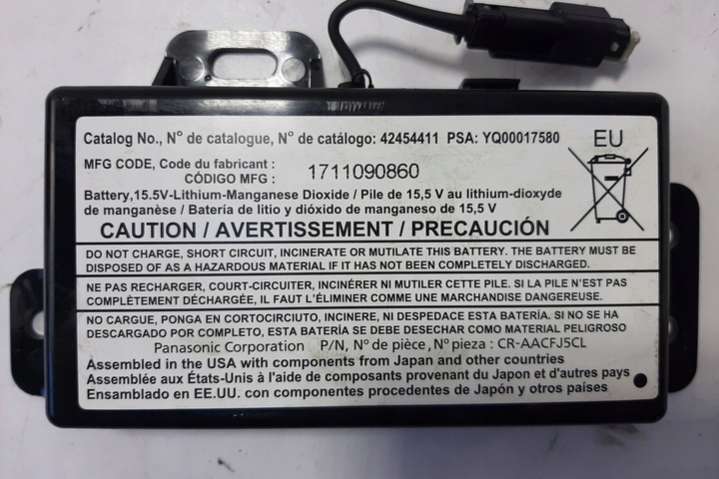 Catalog No., N° de catalogue, N° de catálogo: 42454411 PSA: YQ00017580
EU
MFG CODE, Code du fabricant :
CÓDIGO MFG :
1711090860
Battery,15.5V-Lithium-Manganese Dioxide / Pile de 15,5 V au lithium-dioxyde
de manganèse / Batería de litio y dióxido de manganeso de 15,5 V
CAUTION / AVERTISSEMENT / PRECAUCIÓN
DO NOT CHARGE, SHORT CIRCUIT, INCINERATE OR MUTILATE THIS BATTERY. THE BATTERY MUST BE
DISPOSED OF AS A HAZARDOUS MATERIAL IF IT HAS NOT BEEN COMPLETELY DISCHARGED.
NE PAS RECHARGER, COURT-CIRCUITER, INCINÉRER NI MUTILER CETTE PILE. SI LA PILE N'EST PAS
COMPLÈTEMENT DÉCHARGÉE, IL FAUT L'ÉLIMINER COMME UNE MARCHANDISE DANGEREUSE.
NO CARGUE, PONGA EN CORTOCIRCIUTO, INCINERE, NI DESPEDACE ESTA BATERÍA. SI NO SE HA
DESCARGADO POR COMPLETO, ESTA BATERÍA SE DEBE DESECHAR COMO MATERIAL PELIGROSO
Panasonic Corporation P/N, N° de pièce, N° pieza : CR-AACFJ5CL
Assembled in the USA with components from Japan and other countries
Assemblée aux États-Unis à l'aide de composants provenant du Japon et d'autres pays
Ensamblado en EE.UU. con componentes procedentes de Japón y otros países